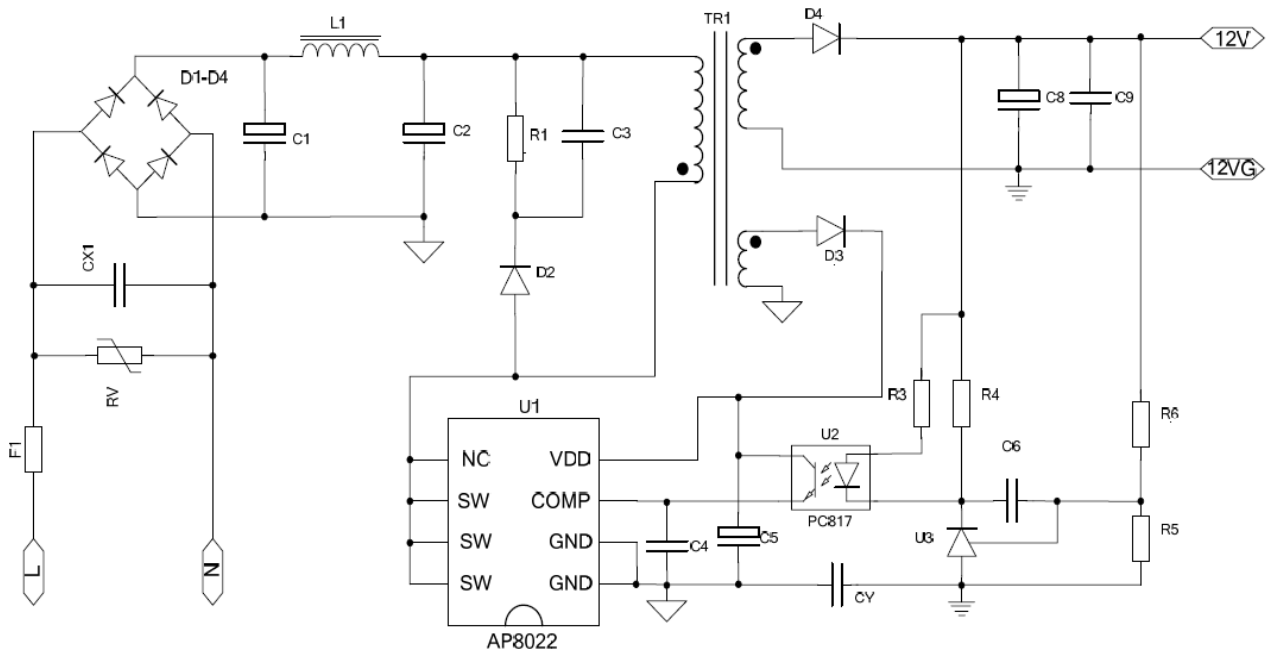 L1
TR1
D4
12V
D1-D4
C1
C2
R1
C3
C8
C9
12VG
CX1
D2
D3
RV
R3
R4
R6
F1
U1
U2
C6
NC
VDD
SW
COMP
PC817
SW
GND
C4
C5
U3
R5
SW
GND
CY
L
N
AP8022